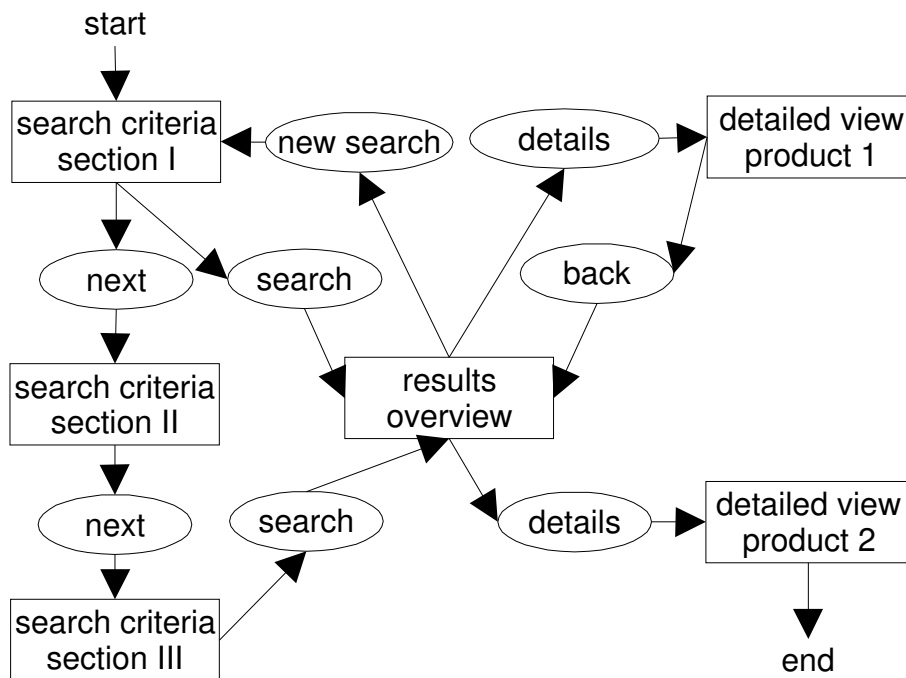 start
search criteria
section I
new search
details
detailed view
product 1
next
search
back
search criteria
section II
results
overview
next
search
details
detailed view
product 2
search criteria
section III
end